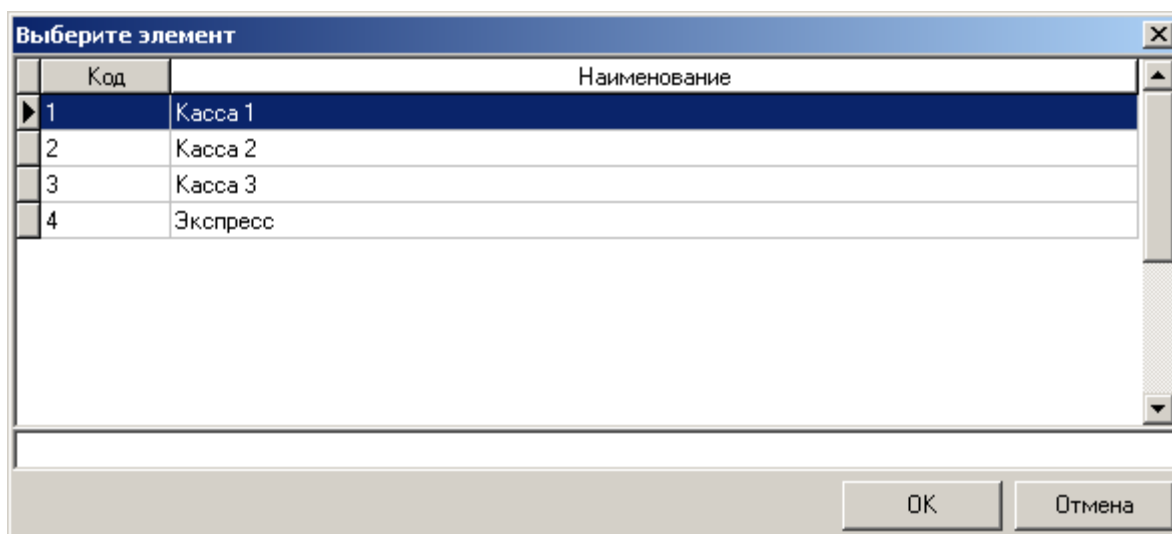 Выберите элемент
Код Наименование
1 Касса 1
2 Касса 2
3 Касса 3
4 Экспресс
OK Отмена